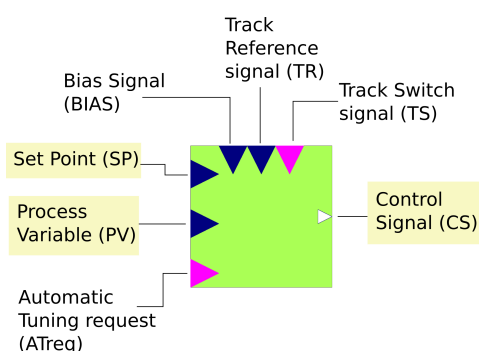 Track
Reference
signal (TR)
Bias Signal
(BIAS)
Track Switch
signal (TS)
Set Point (SP)
Process
Variable (PV)
Control
Signal (CS)
Automatic
Tuning request
(ATreq)